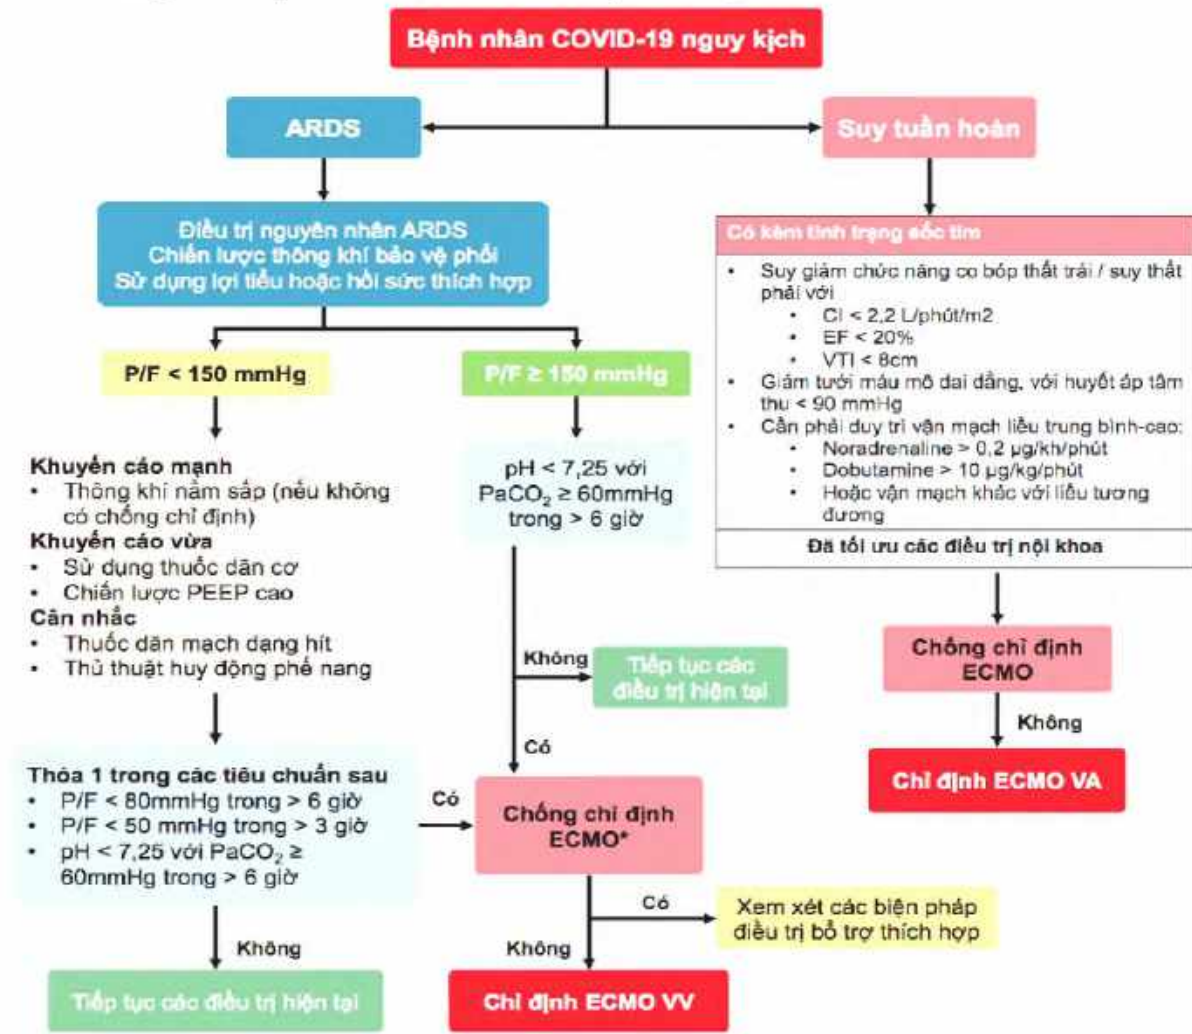 Bệnh nhân COVID-19 nguy kịch
ARDS
Suy tuần hoàn
Điều trị nguyên nhân ARDS
Chiến lược thông khí bảo vệ phổi
Sử dụng lợi tiểu hoặc hồi sức thích hợp
Có kèm tình trạng sốc tim
• Suy giảm chức năng co bóp thất trái / suy thất
phải với
• CI < 2,2 L/phút/m2
• EF < 20%
• VTI < 8cm
• Giảm tưới máu mô dai dẳng, với huyết áp tâm
thu < 90 mmHg
• Cần phải duy trì vận mạch liều trung bình-cao:
• Noradrenaline > 0,2 µg/kh/phút
• Dobutamine > 10 µg/kg/phút
• Hoặc vận mạch khác với liều tương
đương
Đã tối ưu các điều trị nội khoa
P/F < 150 mmHg
P/F ≥ 150 mmHg
Khuyến cáo mạnh
• Thông khí nằm sấp (nếu không
có chống chỉ định)
Khuyến cáo vừa
• Sử dụng thuốc dãn cơ
• Chiến lược PEEP cao
Cân nhắc
• Thuốc dãn mạch dạng hít
• Thủ thuật huy động phế nang
pH < 7,25 với
PaCO₂ ≥ 60mmHg
trong > 6 giờ
Không
Tiếp tục các
điều trị hiện tại
Có
Chống chỉ định
ECMO
Không
Chỉ định ECMO VA
Thỏa 1 trong các tiêu chuẩn sau
• P/F < 80mmHg trong > 6 giờ
• P/F < 50 mmHg trong > 3 giờ
• pH < 7,25 với PaCO₂ ≥
60mmHg trong > 6 giờ
Có
Chống chỉ định
ECMO*
Có
Xem xét các biện pháp
điều trị bổ trợ thích hợp
Không
Không
Tiếp tục các điều trị hiện tại
Chỉ định ECMO VV